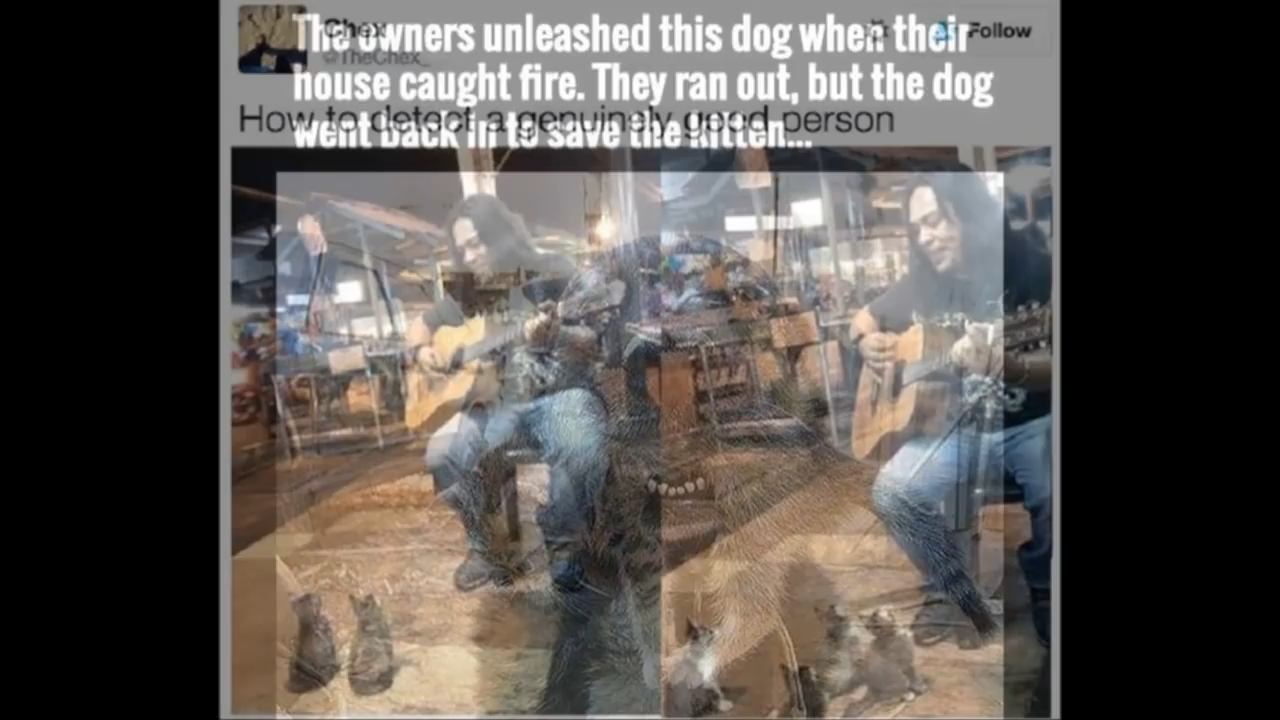 Chex
@TheChex_
Follow
The owners unleashed this dog when their
house caught fire. They ran out, but the dog
went back in to save the kitten...
How to detect a genuinely good person